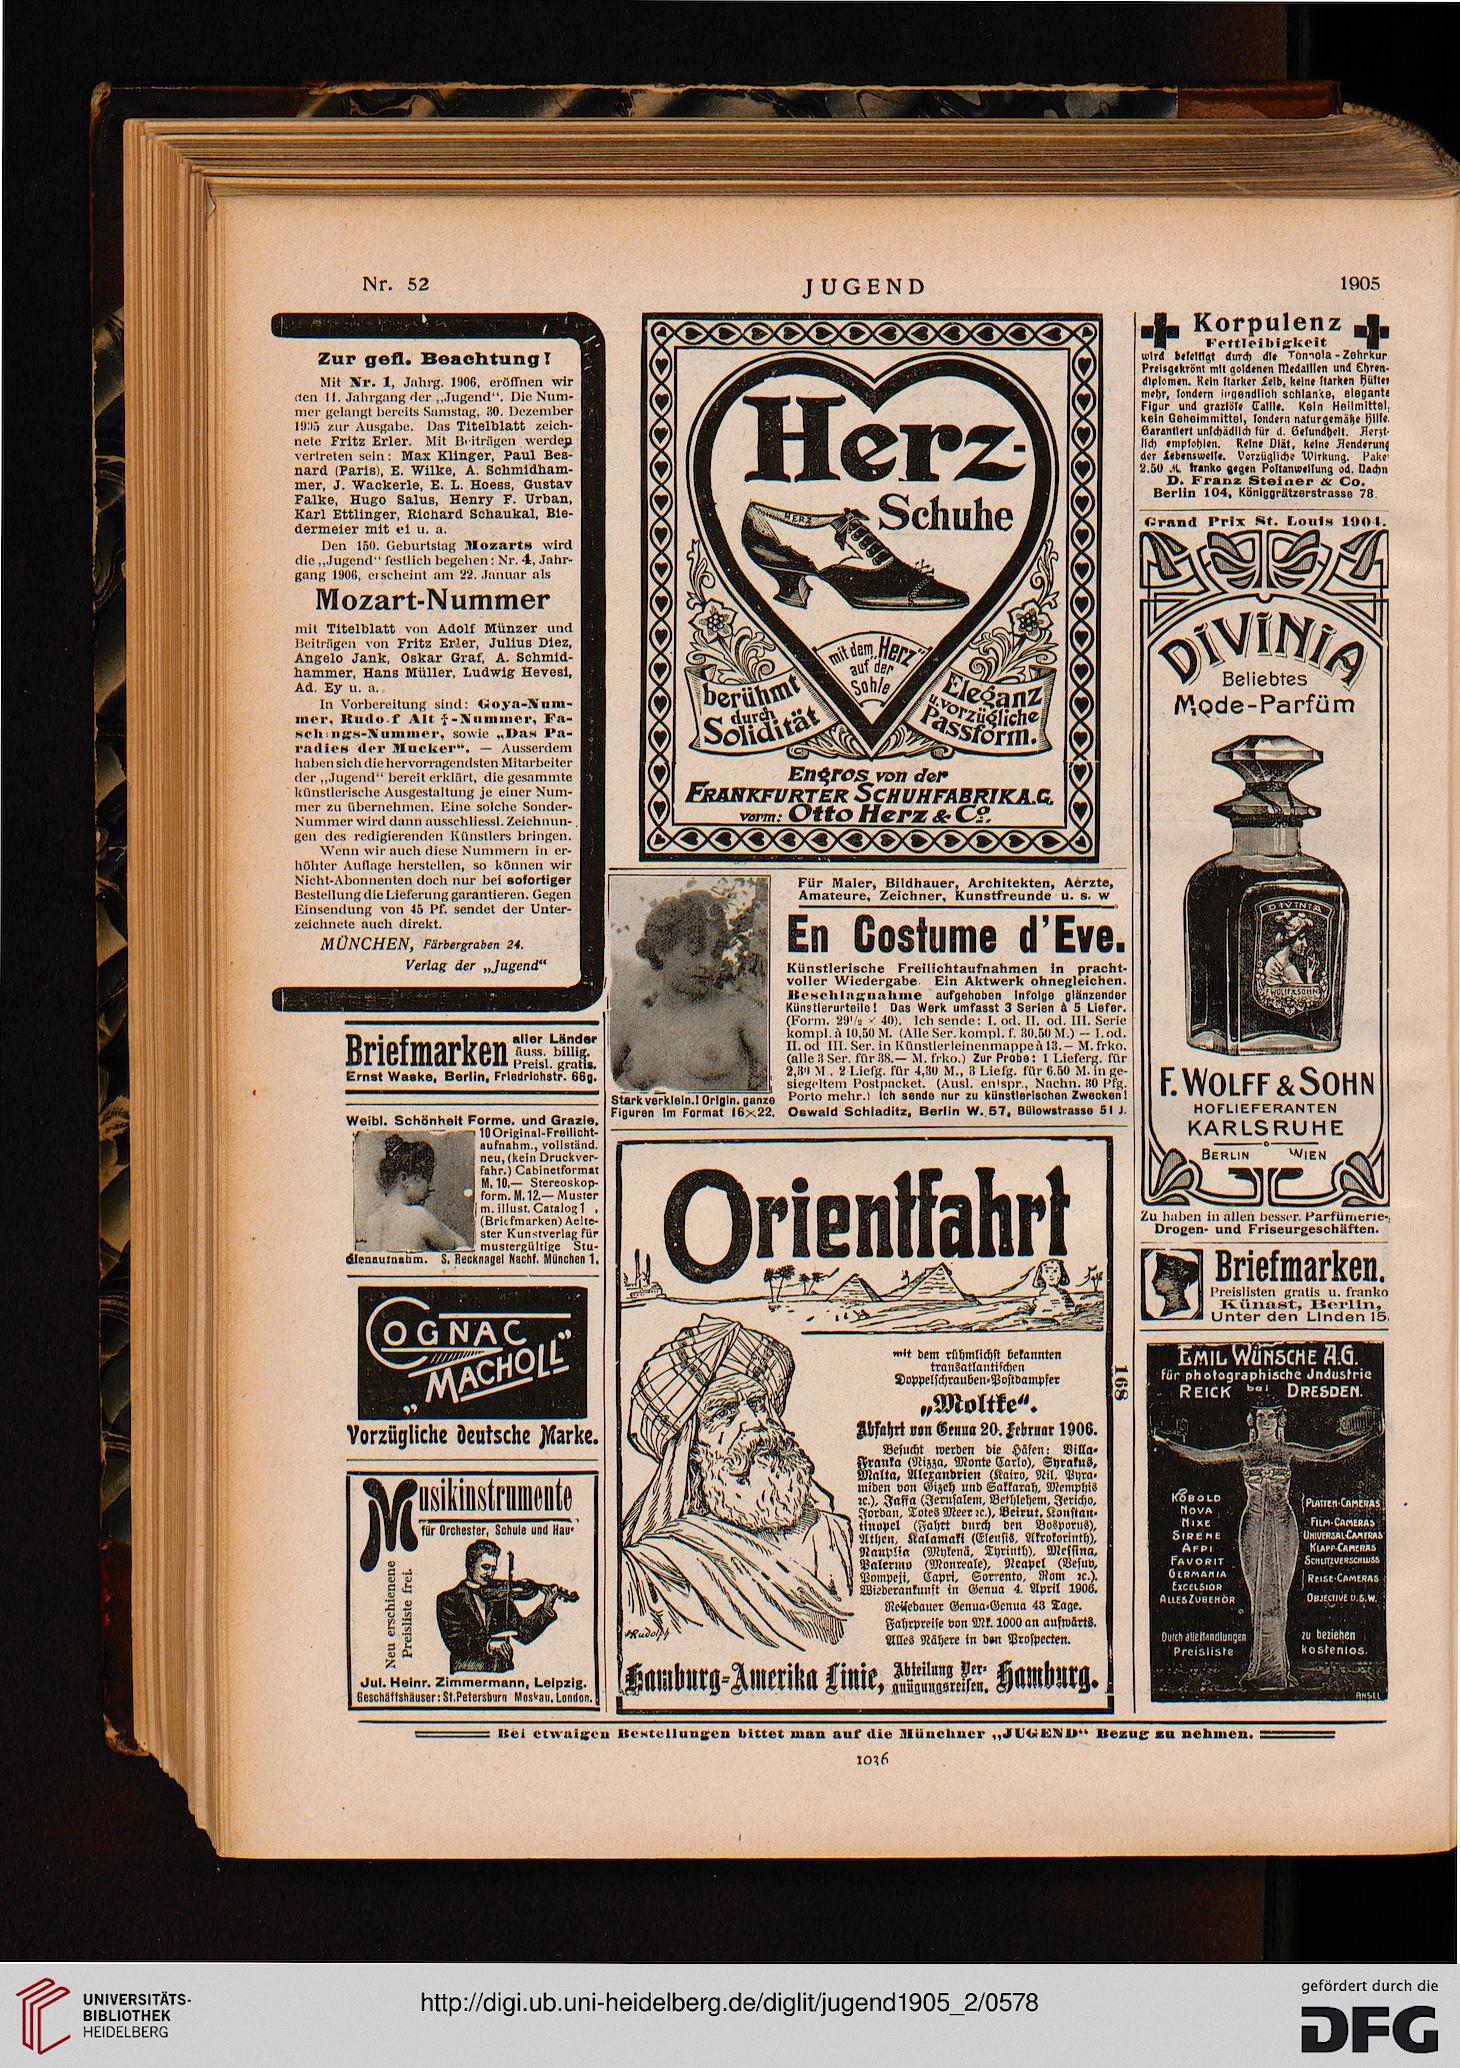 Nr. 52
JUGEND
1905
Zur gefl. Beachtung!
Mit Nr. 1, Jahrg. 1906, eröffnen wir
den 11. Jahrgang der „Jugend“. Die Num-
mer gelangt bereits Samstag, 30. Dezember
1905 zur Ausgabe. Das Titelblatt zeich-
nete Fritz Erler. Mit Beiträgen werden
vertreten sein: Max Klinger, Paul Bes-
nard (Paris), E. Wilke, A. Schmidham-
mer, J. Wackerle, E. L. Hoess, Gustav
Falke, Hugo Salus, Henry F. Urban,
Karl Ettlinger, Richard Schaukal, Bie-
dermeier mit ei u. a.
Den 150. Geburtstag Mozarts wird
die „Jugend“ festlich begehen: Nr. 4, Jahr-
gang 1906, erscheint am 22. Januar als
Mozart-Nummer
mit Titelblatt von Adolf Münzer und
Beiträgen von Fritz Erler, Julius Diez,
Angelo Jank, Oskar Graf, A. Schmid-
hammer, Hans Müller, Ludwig Hevesi,
Ad. Ey u. a.
In Vorbereitung sind: Goya-Num-
mer, Rudolf Alt †-Nummer, Fa-
schings-Nummer, sowie „Das Pa-
radies der Mucker“. — Ausserdem
haben sich die hervorragendsten Mitarbeiter
der „Jugend“ bereit erklärt, die gesammte
künstlerische Ausgestaltung je einer Num-
mer zu übernehmen. Eine solche Sonder-
Nummer wird dann ausschliessl. Zeichnun-
gen des redigierenden Künstlers bringen.
Wenn wir auch diese Nummern in er-
höhter Auflage herstellen, so können wir
Nicht-Abonnenten doch nur bei sofortiger
Bestellung die Lieferung garantieren. Gegen
Einsendung von 45 Pf. sendet der Unter-
zeichnete auch direkt.
MÜNCHEN, Färbergraben 24.
Verlag der „Jugend“
Briefmarken aller Länder
äuss. billig.
Preisl. gratis.
Ernst Waske, Berlin, Friedrichstr. 66g.
Weibl. Schönheit Forme. und Grazie.
10 Original-Freilicht-
aufnahm., vollständ.
neu, (kein Druckver-
fahr.) Cabinetformat
M. 10.— Stereoskop-
form. M. 12.— Muster
m. illust. Catalog 1 .
(Briefmarken) Aelte-
ster Kunstverlag für
mustergültige Stu-
dienaufnahm. S. Recknagel Nachf. München 1.
COGNAC
„MACHOLL“
Vorzügliche deutsche Marke.
Musikinstrumente
für Orchester, Schule und Haus
Neu erschienene
Preisliste frei.
Jul. Heinr. Zimmermann, Leipzig.
Geschäftshäuser: St. Petersburg Moskau, London.
Herz-
Schuhe
HERZ
mit dem „Herz“
auf der
Sohle
berühmt
durch
Solidität
Eleganz
u. vorzügliche
Passform.
Engros von der
FRANKFURTER SCHUHFABRIK A.G.
vorm: Otto Herz & Co.
Für Maler, Bildhauer, Architekten, Aerzte,
Amateure, Zeichner, Kunstfreunde u. s. w
En Costume d'Eve.
Künstlerische Freilichtaufnahmen in pracht-
voller Wiedergabe. Ein Aktwerk ohnegleichen.
Beschlagnahme aufgehoben infolge glänzender
Künstlerurteile! Das Werk umfasst 3 Serien à 5 Liefer.
(Form. 29½ × 40). Ich sende: I. od. II. od. III. Serie
kompl. à 10,50 M. (Alle Ser. kompl. f. 30,50 M.) — I. od.
II. od III. Ser. in Künstlerleinenmappe à 13.— M. frko.
(alle 3 Ser. für 38.— M. frko.) Zur Probe: 1 Lieferg. für
2,30 M., 2 Liefg. für 4,30 M., 3 Liefg. für 6.50 M. in ge-
siegeltem Postpacket. (Ausl. entspr., Nachn. 30 Pfg.
Porto mehr.) Ich sende nur zu künstlerischen Zwecken!
Oswald Schladitz, Berlin W. 57, Bülowstrasse 51 J.
Stark verklein.! Origin. ganze
Figuren im Format 16×22.
Orientfahrt
mit dem rühmlichst bekannten
transatlantischen
Doppelschrauben-Postdampfer
„Moltke“.
Abfahrt von Genua 20. Februar 1906.
Besucht werden die Häfen: Villa-
franka (Nizza, Monte Carlo), Syrakus,
Malta, Alexandrien (Kairo, Nil, Pyra-
miden von Gizeh und Sakkarah, Memphis
ꝛc.), Jaffa (Jerusalem, Bethlehem, Jericho,
Jordan, Totes Meer ꝛc.), Beirut, Konstan-
tinopel (Fahrt durch den Bosporus),
Athen, Kalamaki (Eleusis, Akrokorinth),
Nauplia (Mykenä, Tyrinth), Messina,
Palermo (Monreale), Neapel (Vesuv,
Pompeji, Capri, Sorrento, Rom ꝛc.).
Wiederankunft in Genua 4. April 1906.
Reisedauer Genua-Genua 43 Tage.
Fahrpreise von Mk. 1000 an aufwärts.
Alles Nähere in den Prospecten.
Hamburg-Amerika Linie, Abteilung Ver-
gnügungsreisen, Hamburg.
168
Korpulenz
Fettleibigkeit
wird beseitigt durch die Tonnola-Zehrkur
Preisgekrönt mit goldenen Medaillen und Ehren-
diplomen. Kein starker Leib, keine starken Hüften
mehr, sondern jugendlich schlanke, elegante
Figur und graziöse Taille. Kein Heilmittel,
kein Geheimmittel, sondern naturgemäße Hilfe.
Garantiert unschädlich für d. Gesundheit. Aerzt-
lich empfohlen. Keine Diät, keine Aenderung
der Lebensweise. Vorzügliche Wirkung. Paket
2.50 M. franko gegen Postanweisung od. Nachn
D. Franz Steiner & Co.
Berlin 104, Königgrätzerstrasse 78.
Grand Prix St. Louis 1904.
DIVINIA
Beliebtes
Mode-Parfüm
DIVINIA
F. WOLFF & SOHN
F. WOLFF & SOHN
HOFLIEFERANTEN
KARLSRUHE
BERLIN WIEN
Zu haben in allen besser. Parfümerie-,
Drogen- und Friseurgeschäften.
Briefmarken.
Preislisten gratis u. franko
Künast, Berlin,
Unter den Linden 15.
EMIL WÜNSCHE A.G.
für photographische Industrie
REICK bei DRESDEN.
KOBOLD
NOVA
NIXE
SIRENE
AFPI
FAVORIT
GERMANIA
EXCELSIOR
ALLES ZUBEHÖR
PLATTEN-CAMERAS
FILM-CAMERAS
UNIVERSAL CAMERAS
KLAPP-CAMERAS
SCHLITZVERSCHLUSS
REISE-CAMERAS
OBJECTIVE U.S.W.
Durch alle Handlungen zu beziehen
Preisliste kostenlos.
ANSEL
Bei etwaigen Bestellungen bittet man auf die Münchner „JUGEND“ Bezug zu nehmen.
1036
UNIVERSITÄTS-
BIBLIOTHEK
HEIDELBERG
http://digi.ub.uni-heidelberg.de/diglit/jugend1905_2/0578
gefördert durch die
DFG